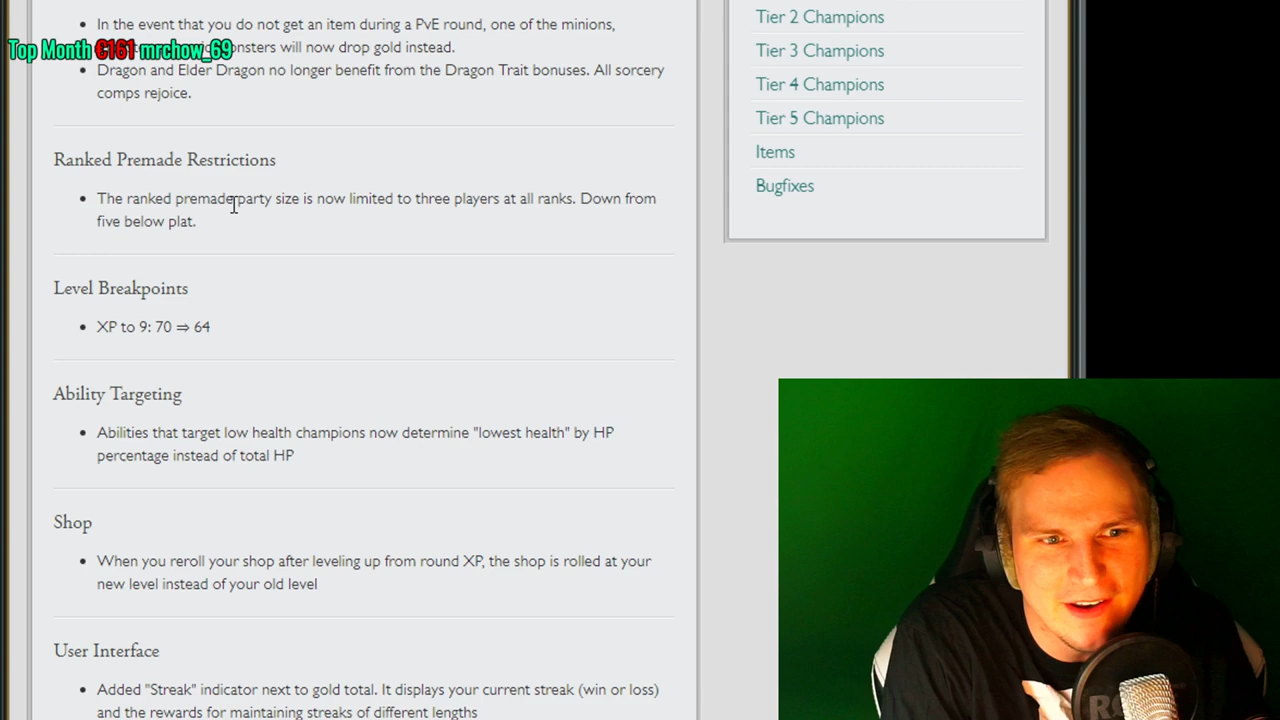 In the event that you do not get an item during a PvE round, one of the minions,
Top Month €161 mrchow_69
onsters will now drop gold instead.
Dragon and Elder Dragon no longer benefit from the Dragon Trait bonuses. All sorcery
comps rejoice.
Ranked Premade Restrictions
The ranked premade party size is now limited to three players at all ranks. Down from
five below plat.
Level Breakpoints
XP to 9: 70 ⇒ 64
Ability Targeting
Abilities that target low health champions now determine "lowest health" by HP
percentage instead of total HP
Shop
When you reroll your shop after leveling up from round XP, the shop is rolled at your
new level instead of your old level
User Interface
Added "Streak" indicator next to gold total. It displays your current streak (win or loss)
and the rewards for maintaining streaks of different lengths
Tier 2 Champions
Tier 3 Champions
Tier 4 Champions
Tier 5 Champions
Items
Bugfixes